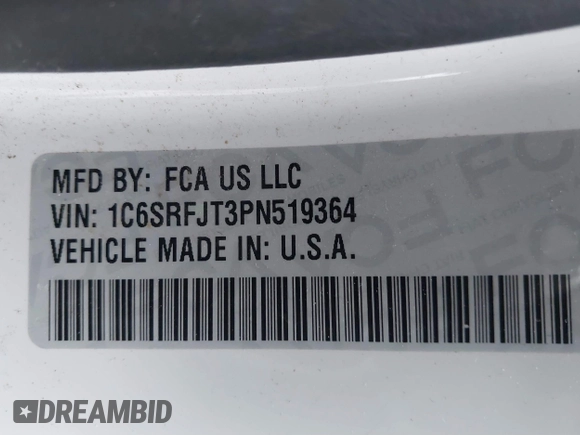 MFD BY: FCA US LLC
VIN: 1C6SRFJT3PN519364
VEHICLE MADE IN: U.S.A.
DREAMBID